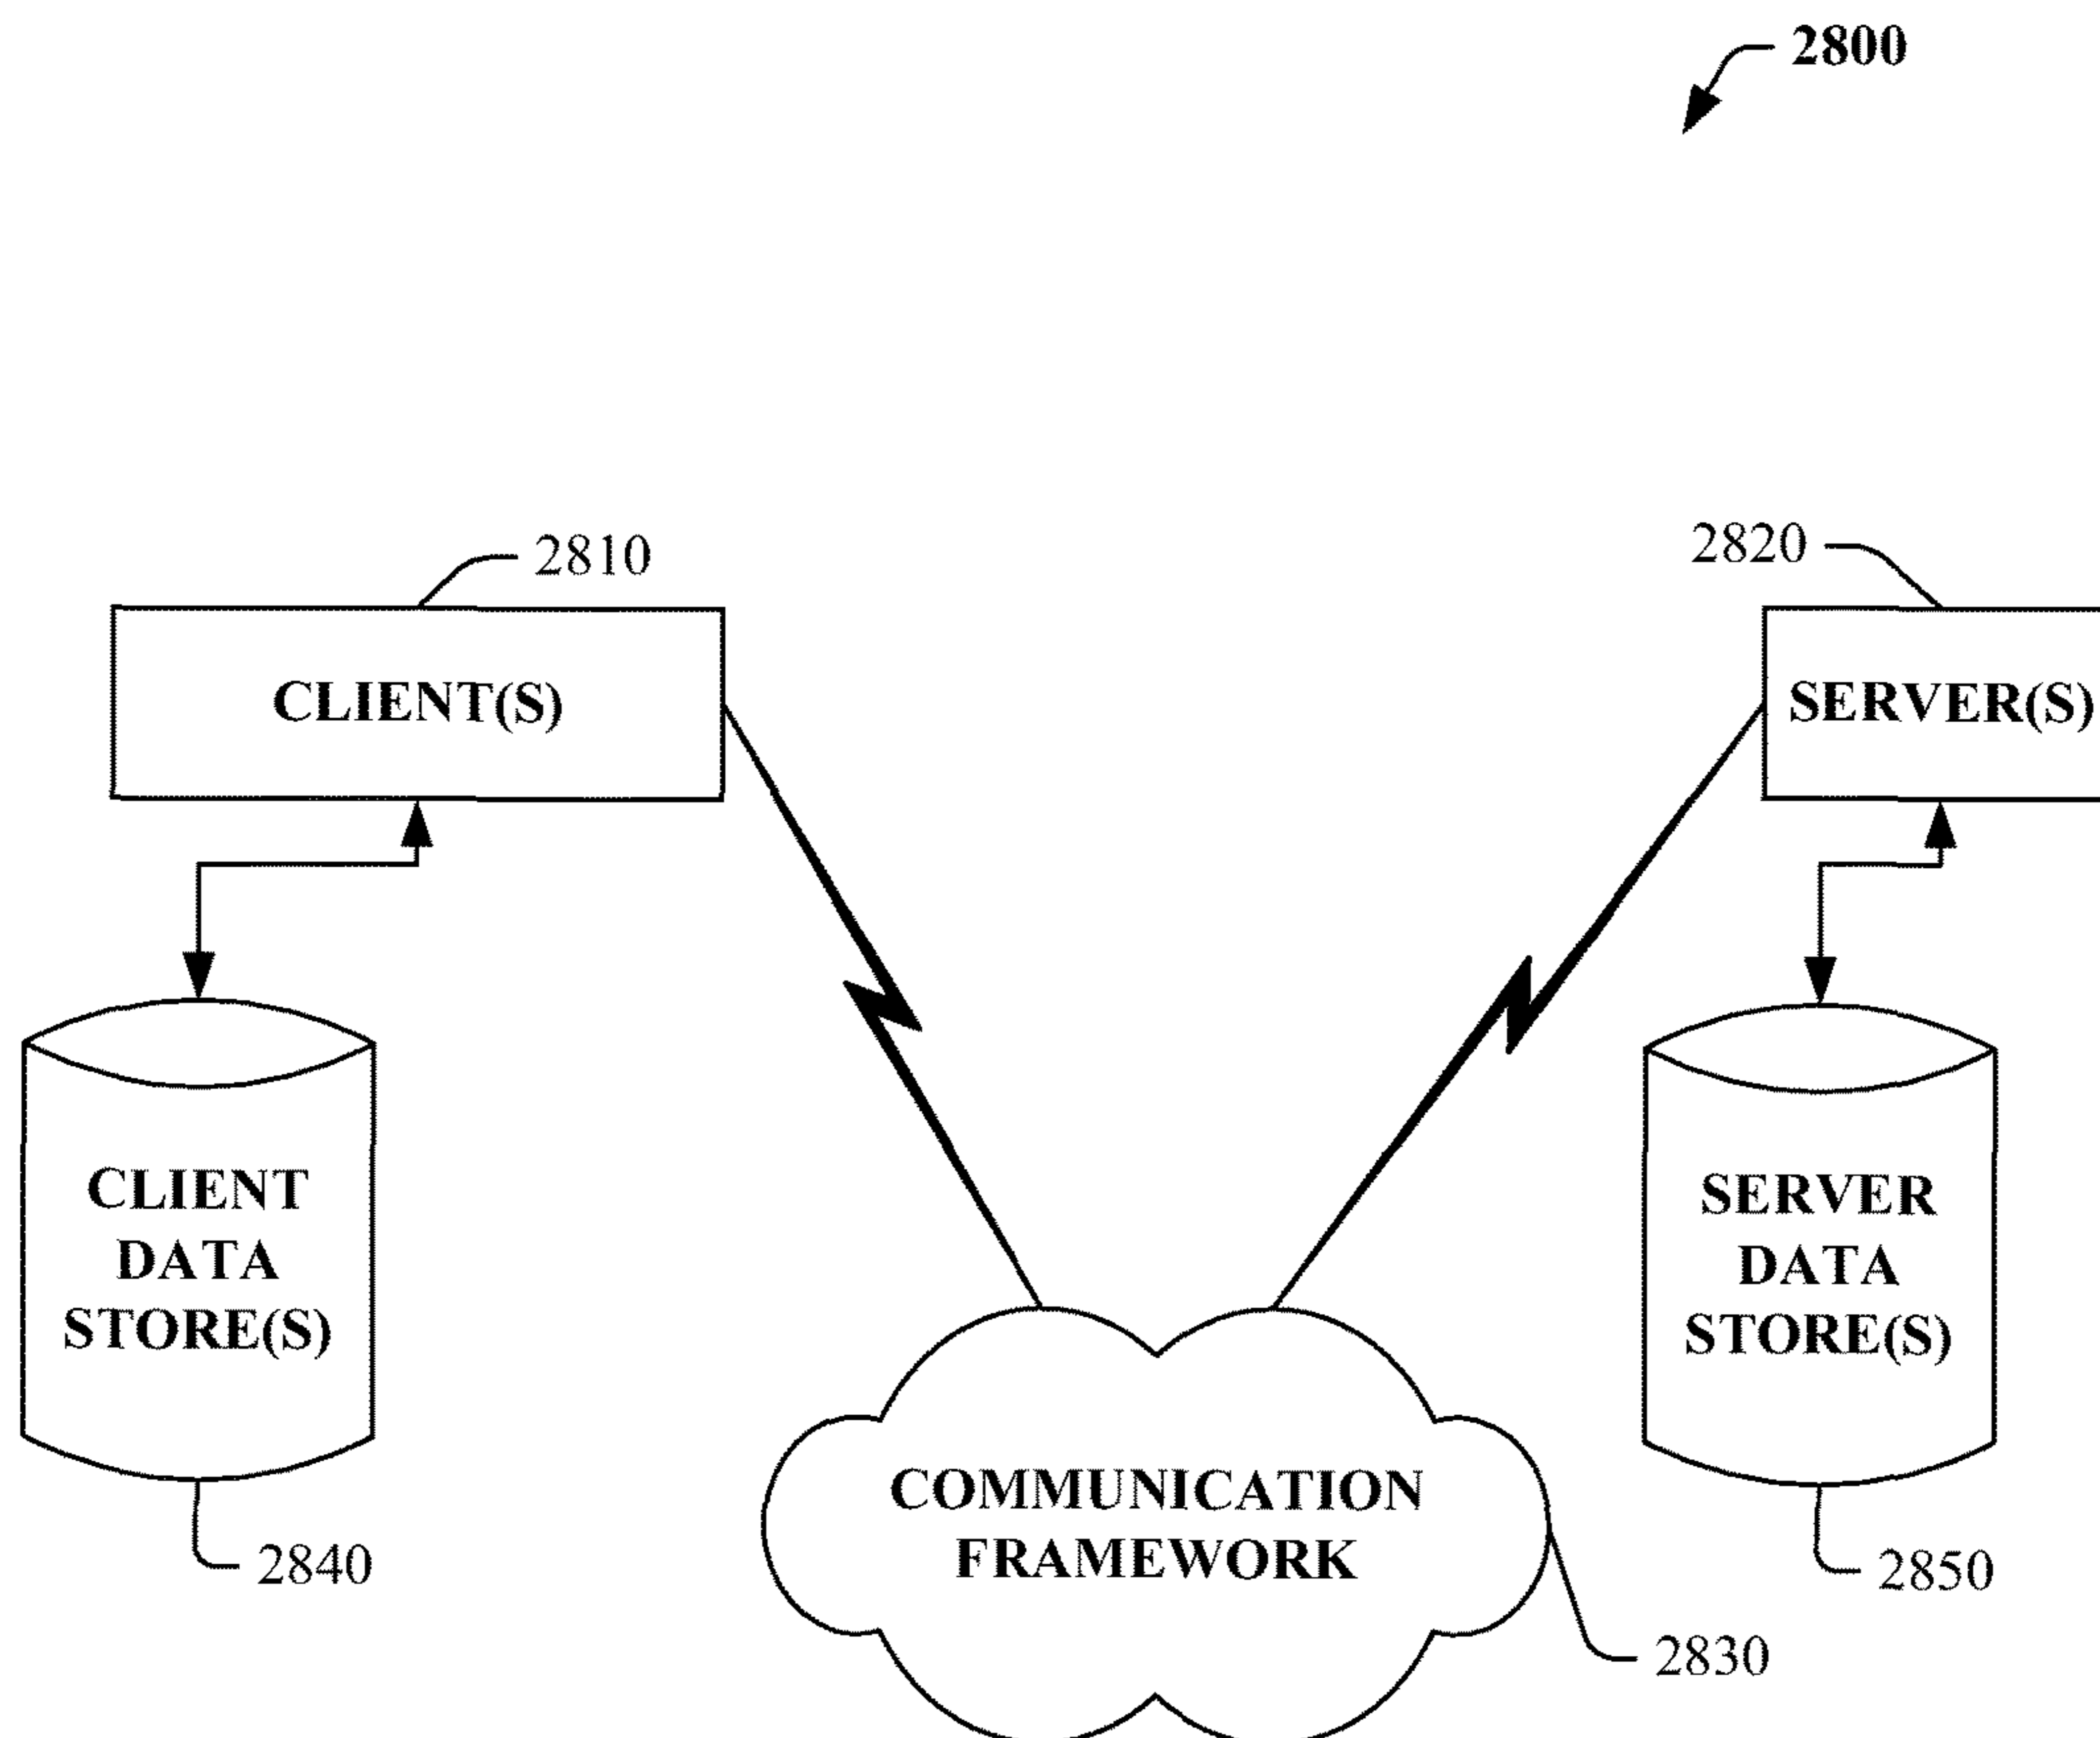 2800
2810
2820
CLIENT(S)
SERVER(S)
CLIENT
DATA
STORE(S)
SERVER
DATA
STORE(S)
COMMUNICATION
FRAMEWORK
2840
2850
2830